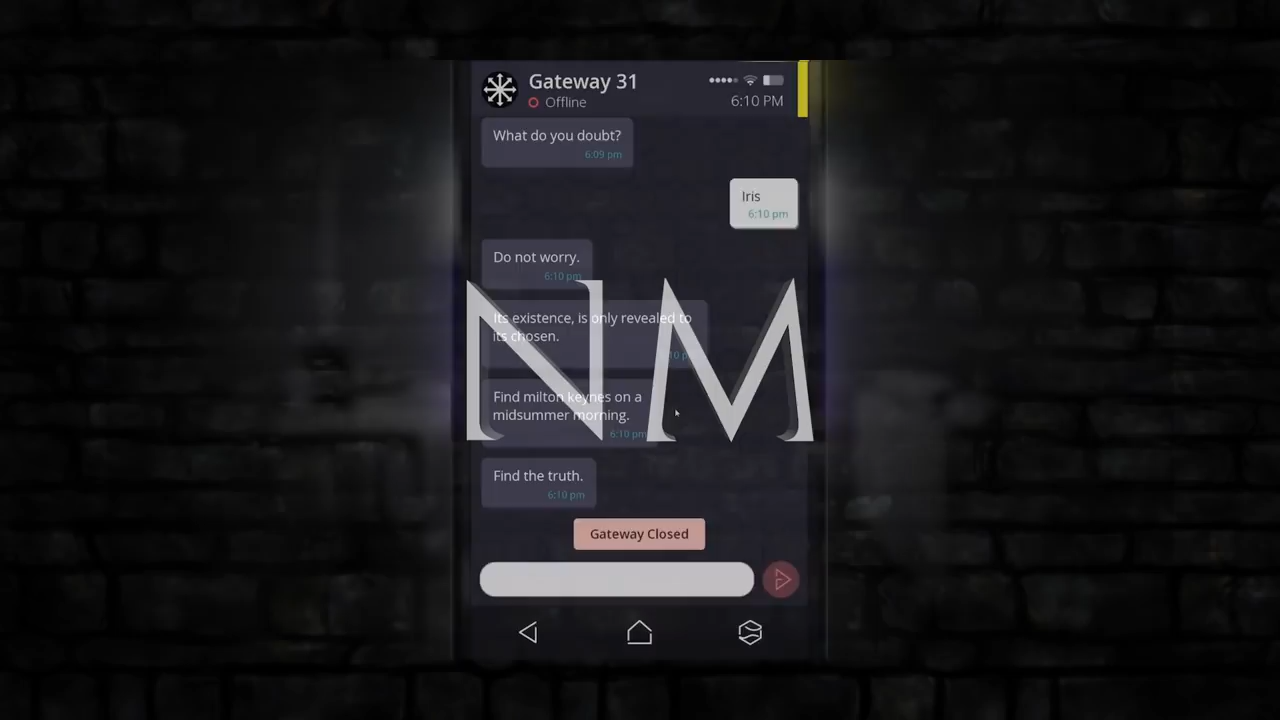 Gateway 31
Offline
6:10 PM
What do you doubt?
6:09 pm
Iris
6:10 pm
Do not worry.
6:10 pm
Its existence, is only revealed to
its chosen.
6:10 p
Find milton keynes on a
midsummer morning.
6:10 pm
NM
Find the truth.
6:10 pm
Gateway Closed